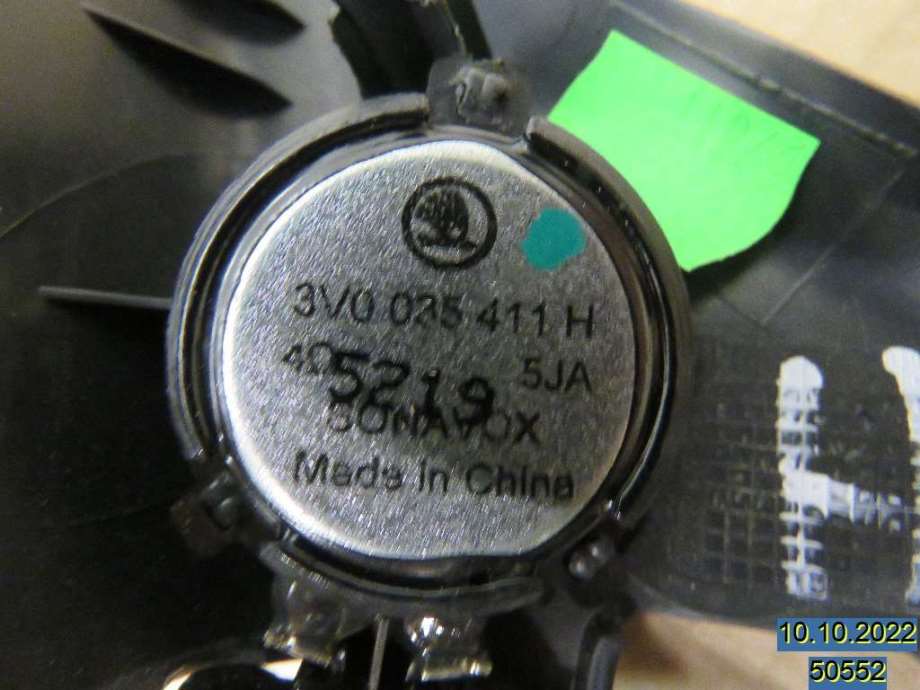 3V0 035 411 H
5JA
5219
SONAVOX
Made in China
10.10.2022
50552